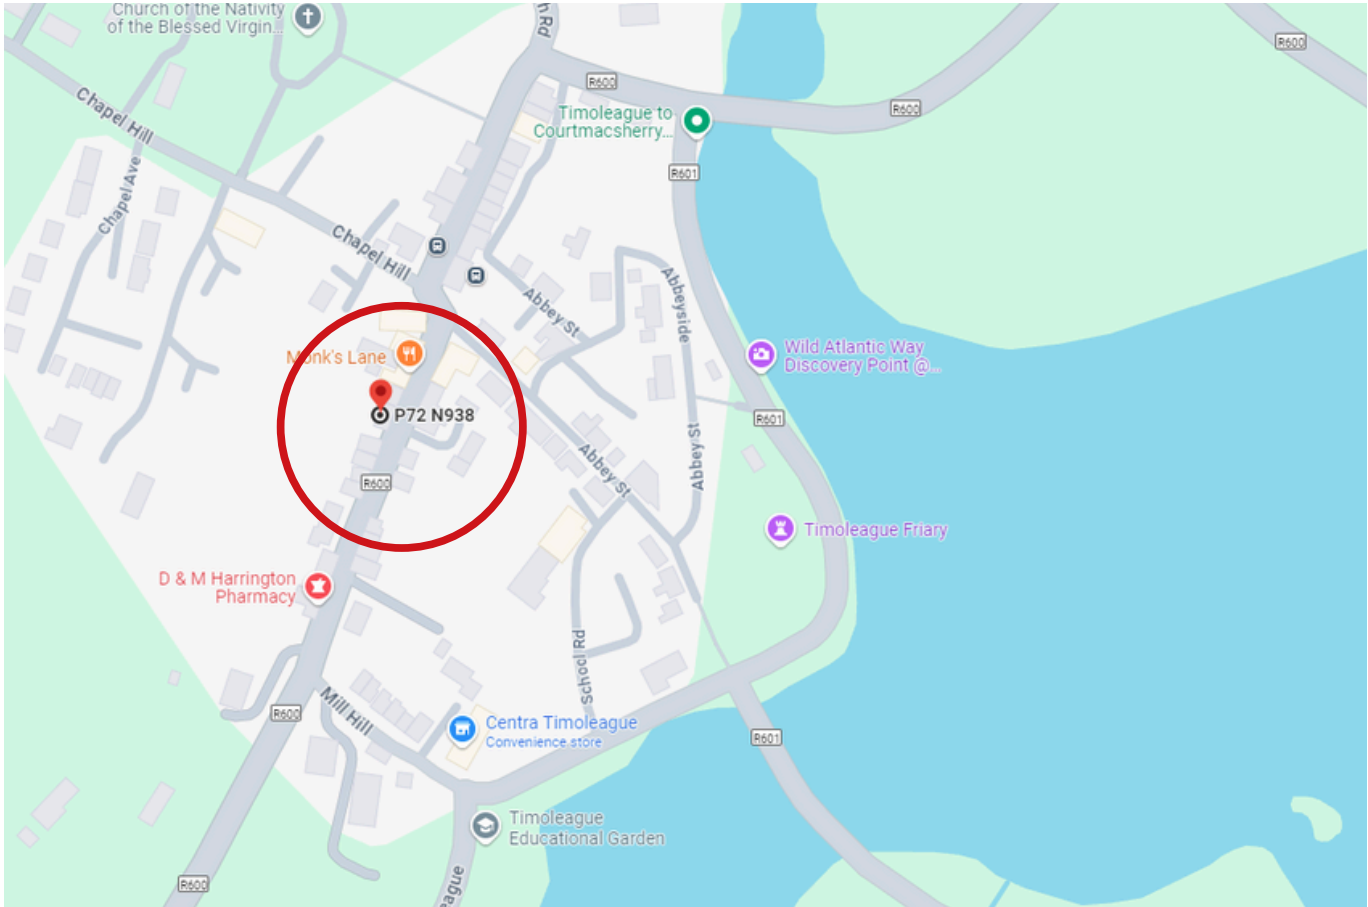 Church of the Nativity
of the Blessed Virgin...
h Rd
R600
R600
R600
Chapel Hill
Timoleague to
Courtmacsherry...
R601
Chapel Ave
Chapel Hill
Abbeyside
Abbey St
Monk's Lane
Wild Atlantic Way
Discovery Point @...
P72 N938
R601
Abbey St
Abbey St
R600
Timoleague Friary
D & M Harrington
Pharmacy
School Rd
Mill Hill
R600
Centra Timoleague
Convenience store
R601
Timoleague
Educational Garden
R600
eague